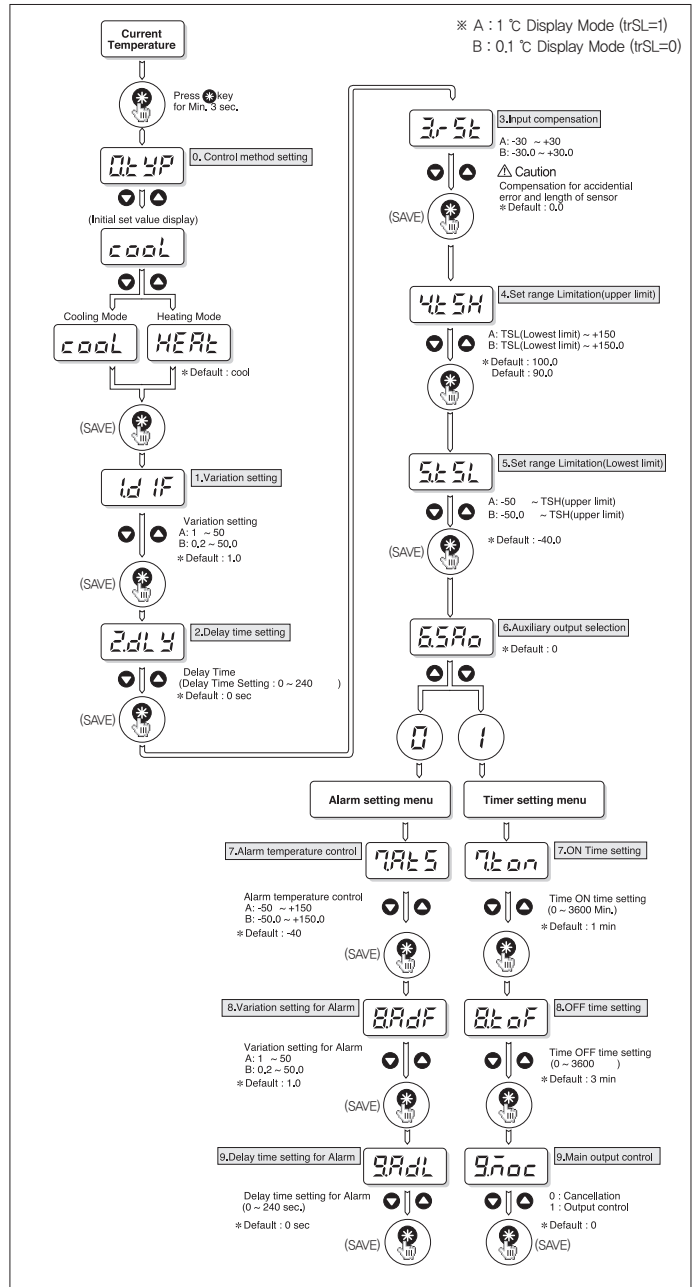 ※ A : 1 ℃ Display Mode (trSL=1)
B : 0.1 ℃ Display Mode (trSL=0)
Current
Temperature
Press ✱ key
for Min. 3 sec.
0.tYP
0. Control method setting
(Initial set value display)
cooL
Cooling Mode
Heating Mode
cooL
HEAt
* Default : cool
(SAVE)
1.dIF
1.Variation setting
Variation setting
A: 1 ~ 50
B: 0.2 ~ 50.0
* Default : 1.0
(SAVE)
2.dLY
2.Delay time setting
Delay Time
(Delay Time Setting : 0 ~ 240 )
* Default : 0 sec
(SAVE)
3.rSt
3.Input compensation
A: -30 ~ +30
B: -30.0 ~ +30.0
⚠ Caution
Compensation for accidential
error and length of sensor
* Default : 0.0
(SAVE)
4.tSH
4.Set range Limitation(upper limit)
A: TSL(Lowest limit) ~ +150
B: TSL(Lowest limit) ~ +150.0
* Default : 100.0
Default : 90.0
5.tSL
5.Set range Limitation(Lowest limit)
A: -50 ~ TSH(upper limit)
B: -50.0 ~ TSH(upper limit)
* Default : -40.0
(SAVE)
6.SAo
6.Auxiliary output selection
* Default : 0
0
1
Alarm setting menu
Timer setting menu
7.Alarm temperature control
7.AtS
Alarm temperature control
A: -50 ~ +150
B: -50.0 ~ +150.0
* Default : -40
(SAVE)
8.Variation setting for Alarm
8.AdF
Variation setting for Alarm
A: 1 ~ 50
B: 0.2 ~ 50.0
* Default : 1.0
(SAVE)
9.Delay time setting for Alarm
9.AdL
Delay time setting for Alarm
(0 ~ 240 sec.)
* Default : 0 sec
(SAVE)
7.ton
7.ON Time setting
Time ON time setting
(0 ~ 3600 Min.)
* Default : 1 min
8.toF
8.OFF time setting
Time OFF time setting
(0 ~ 3600 )
* Default : 3 min
9.moc
9.Main output control
0 : Cancellation
1 : Output control
* Default : 0
(SAVE)